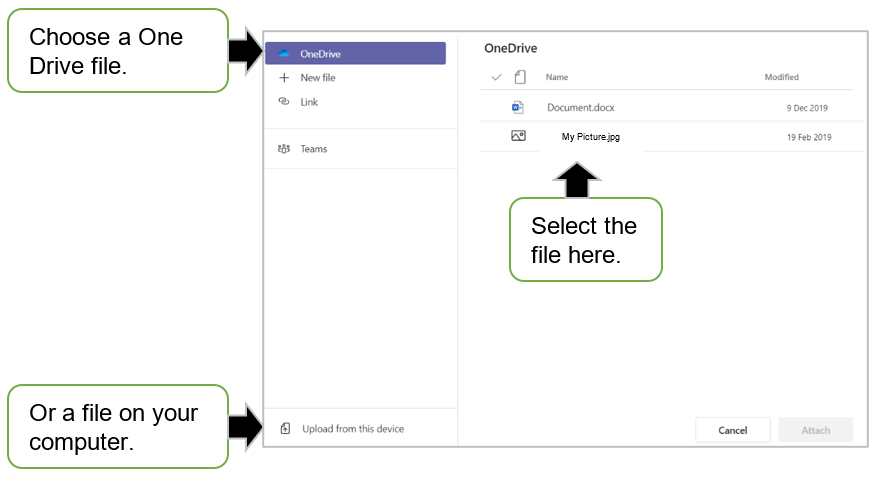 Choose a One
Drive file.
OneDrive
New file
Link
Teams
Upload from this device
OneDrive
Name Modified
Document.docx 9 Dec 2019
My Picture.jpg 19 Feb 2019
Select the
file here.
Or a file on your
computer.
Cancel Attach